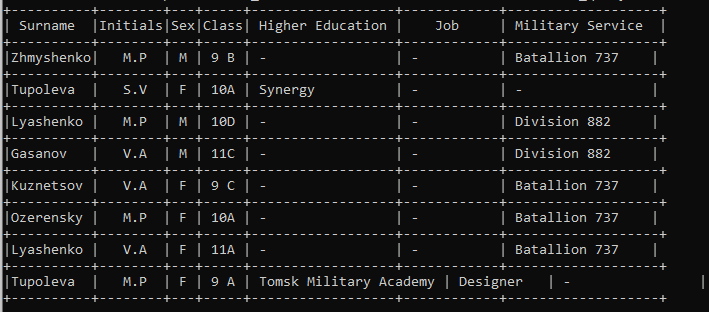 Surname | Initials | Sex | Class | Higher Education | Job | Military Service |
Zhmyshenko | M.P | M | 9 B | - | - | Batallion 737 |
Tupoleva | S.V | F | 10A | Synergy | - | - |
Lyashenko | M.P | M | 10D | - | - | Division 882 |
Gasanov | V.A | M | 11C | - | - | Division 882 |
Kuznetsov | V.A | F | 9 C | - | - | Batallion 737 |
Ozerensky | M.P | F | 10A | - | - | Batallion 737 |
Lyashenko | V.A | F | 11A | - | - | Batallion 737 |
Tupoleva | M.P | F | 9 A | Tomsk Military Academy | Designer | - |